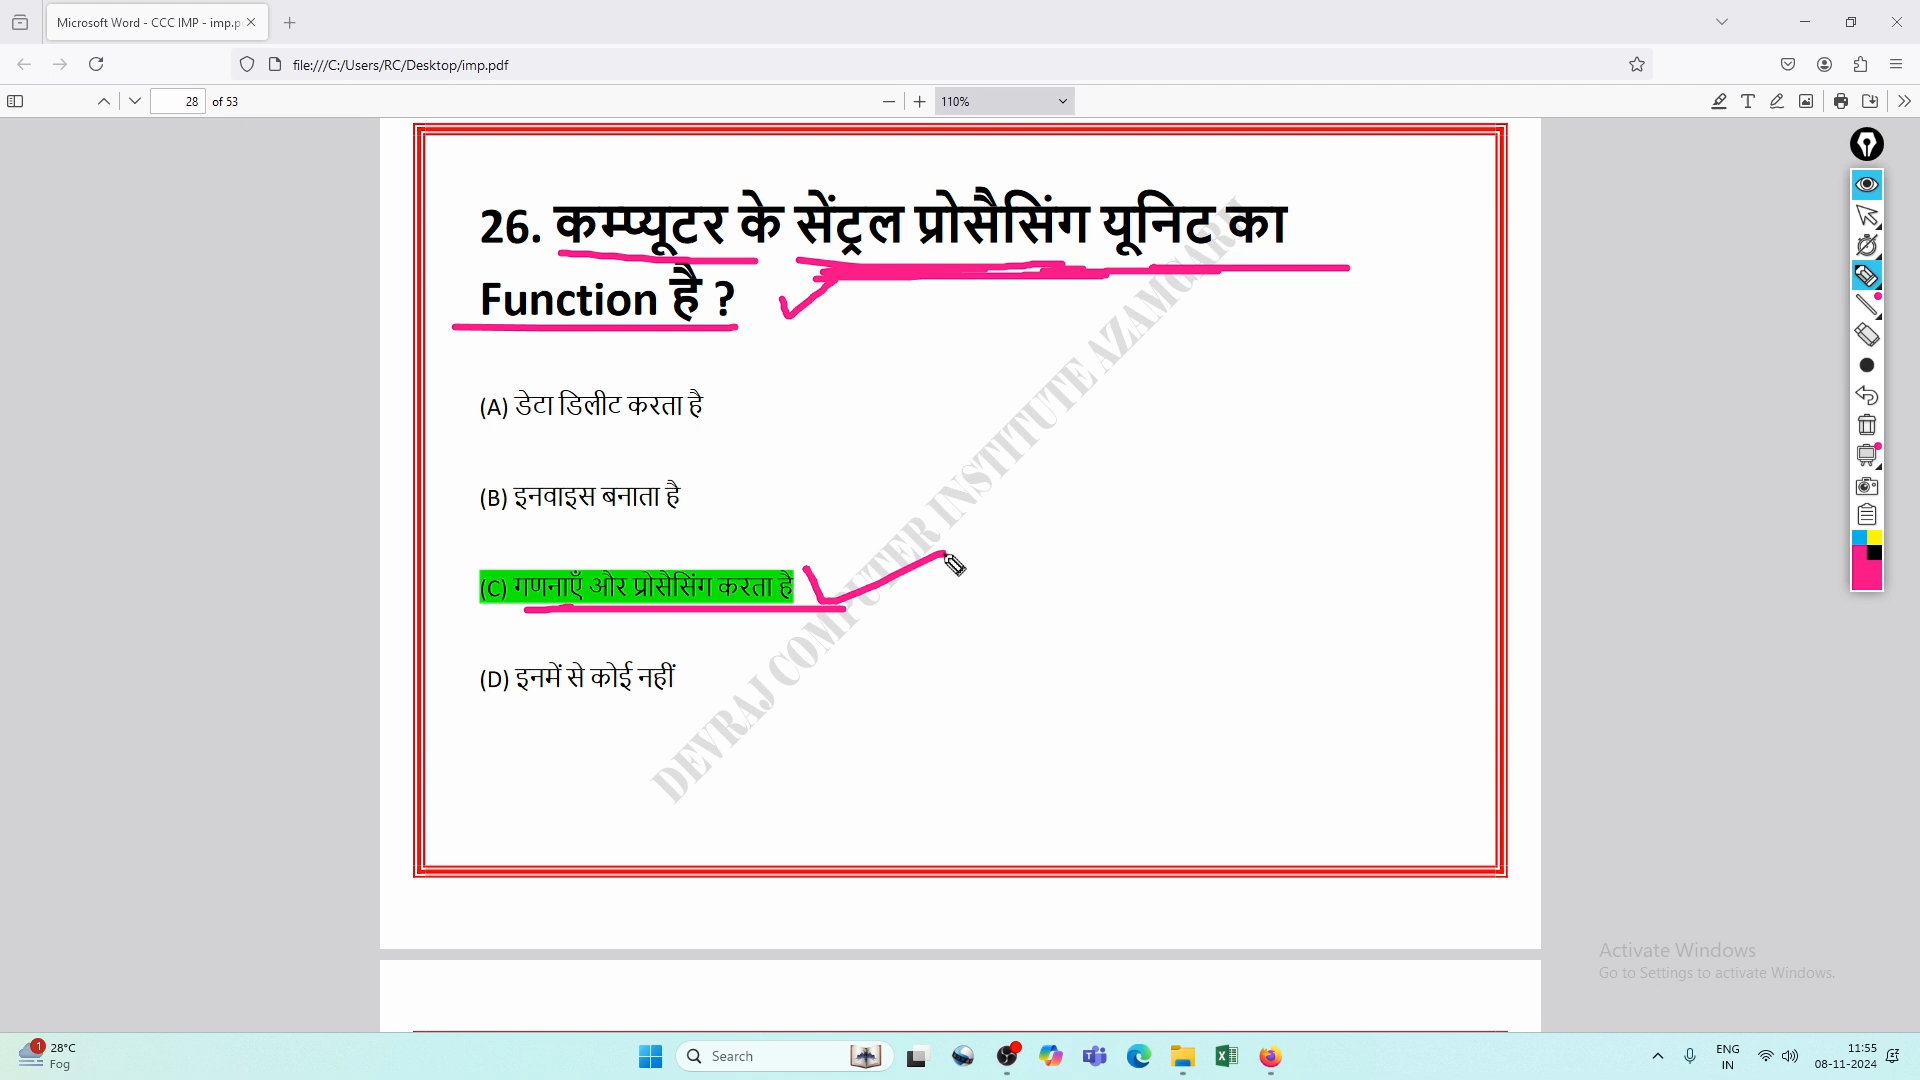 Microsoft Word - CCC IMP - imp.p
file:///C:/Users/RC/Desktop/imp.pdf
28 of 53
110%
26. कम्प्यूटर के सेंट्रल प्रोसैसिंग यूनिट का
Function है ?
(A) डेटा डिलीट करता है
(B) इनवाइस बनाता है
(C) गणनाएँ और प्रोसैसिंग करता है
(D) इनमें से कोई नहीं
DEVRAJ COMPUTER INSTITUTE AZAMGARH
Activate Windows
Go to Settings to activate Windows.
1
28°C
Fog
Search
ENG
IN
11:55
08-11-2024